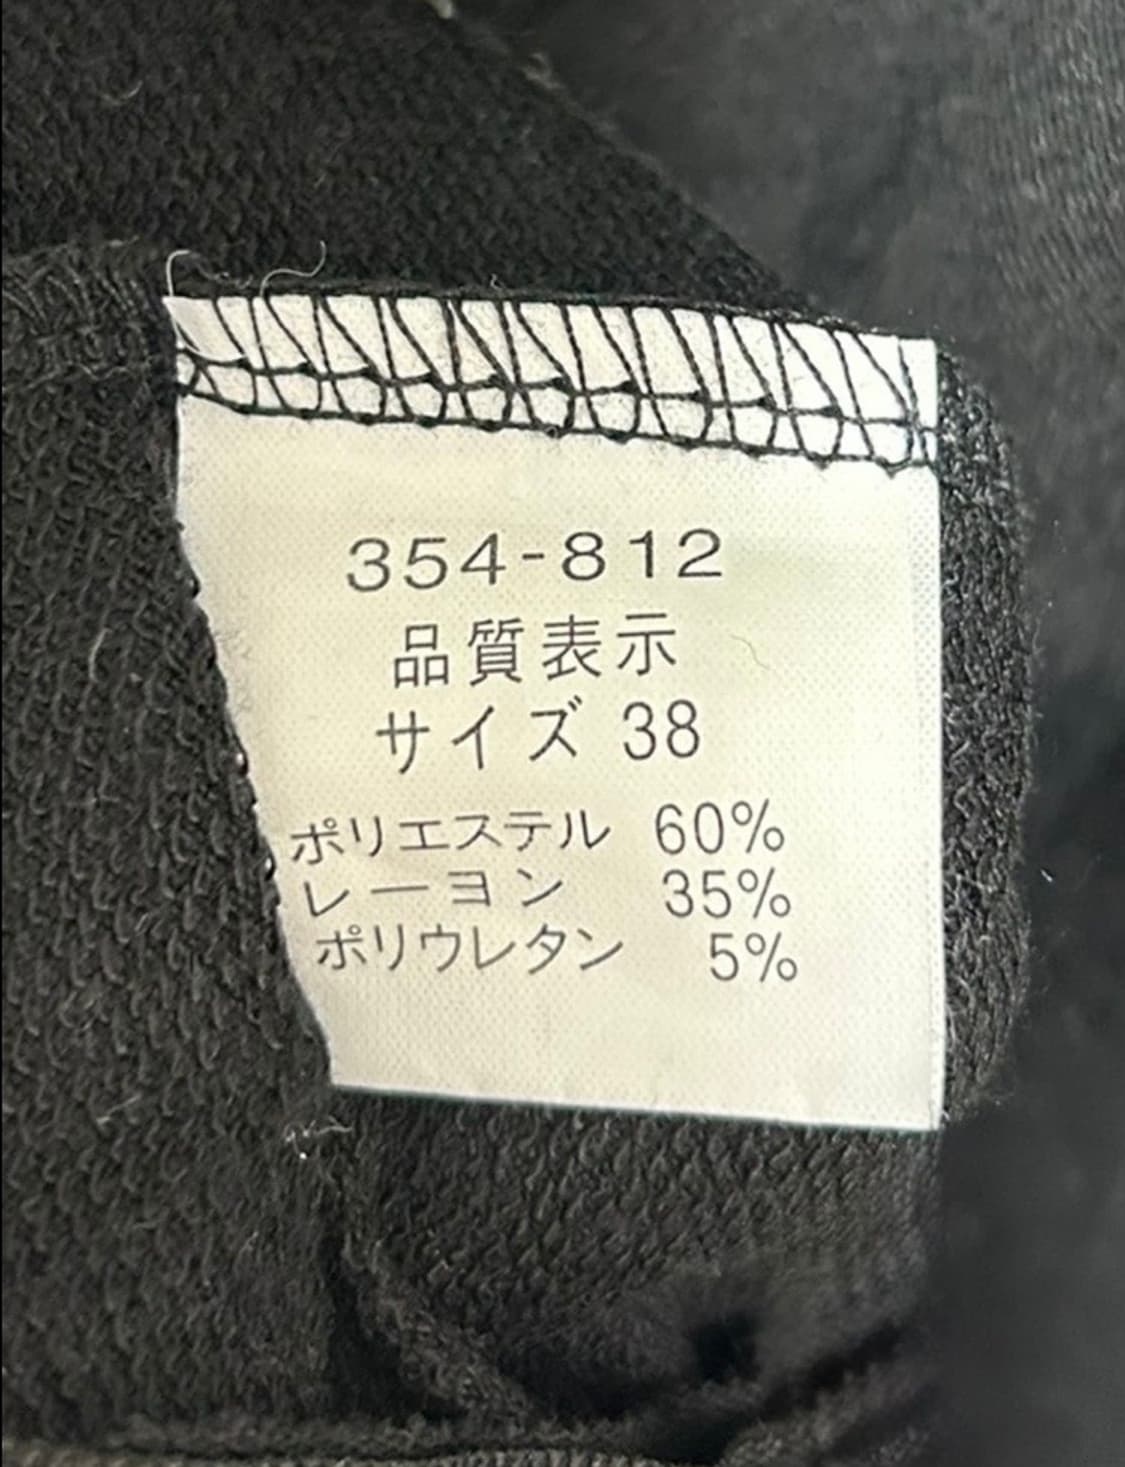 354-812
品質表示
サイズ 38
ポリエステル 60%
レーヨン 35%
ポリウレタン 5%